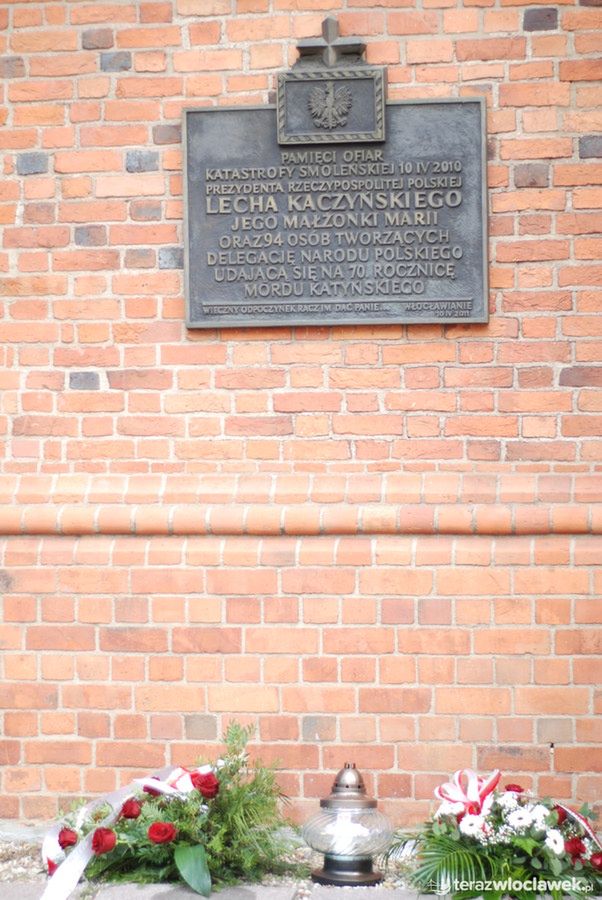 PAMIĘCI OFIAR
KATASTROFY SMOLEŃSKIEJ 10 IV 2010
PREZYDENTA RZECZYPOSPOLITEJ POLSKIEJ
LECHA KACZYŃSKIEGO
JEGO MAŁŻONKI MARII
ORAZ 94 OSÓB TWORZĄCYCH
DELEGACJĘ NARODU POLSKIEGO
UDAJĄCĄ SIĘ NA 70. ROCZNICĘ
MORDU KATYŃSKIEGO
WIECZNY ODPOCZYNEK RACZ IM DAĆ PANIE... WŁOCŁAWIANIE
10 IV 2011
terazwloclawek.pl